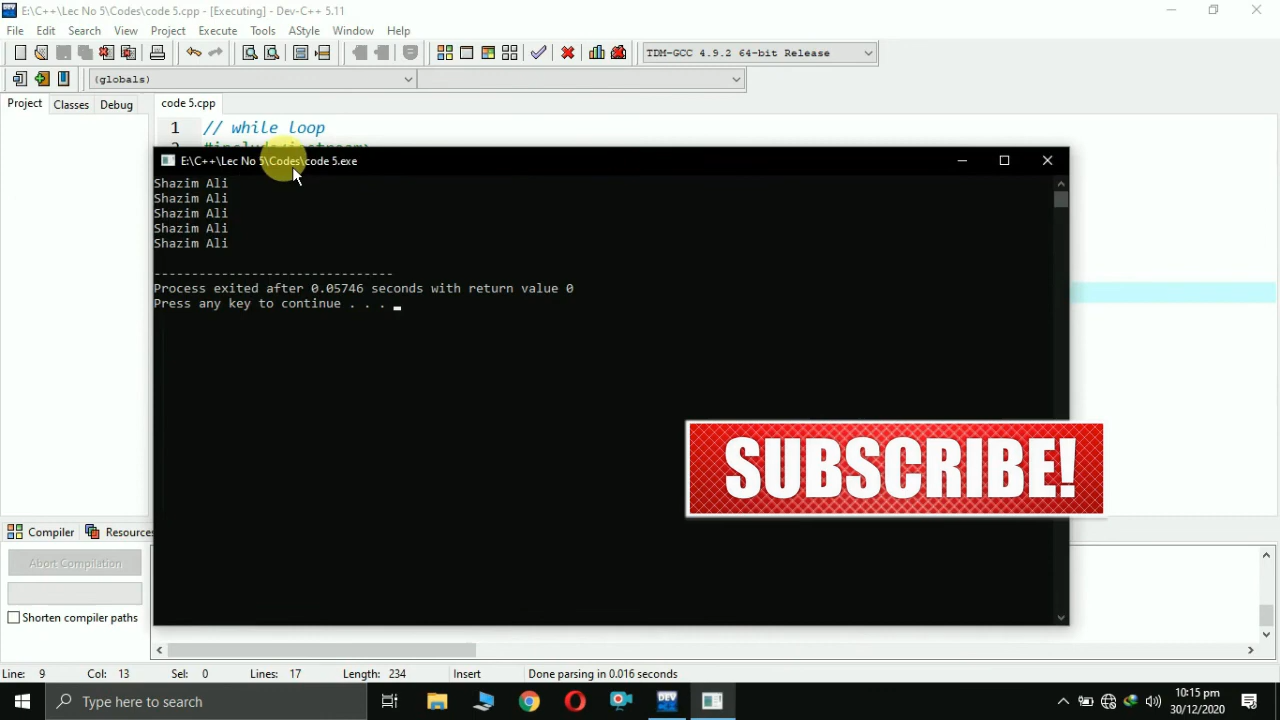 E:\C++\Lec No 5\Codes\code 5.cpp - [Executing] - Dev-C++ 5.11
File Edit Search View Project Execute Tools AStyle Window Help
TDM-GCC 4.9.2 64-bit Release
(globals)
Project Classes Debug code 5.cpp
1 // while loop
E:\C++\Lec No 5\Codes\code 5.exe
Shazim Ali
Shazim Ali
Shazim Ali
Shazim Ali
Shazim Ali
--------------------------------
Process exited after 0.05746 seconds with return value 0
Press any key to continue . . .
SUBSCRIBE!
Compiler Resources
Abort Compilation
Shorten compiler paths
Line: 9 Col: 13 Sel: 0 Lines: 17 Length: 234 Insert Done parsing in 0.016 seconds
Type here to search
DEV
10:15 pm
30/12/2020